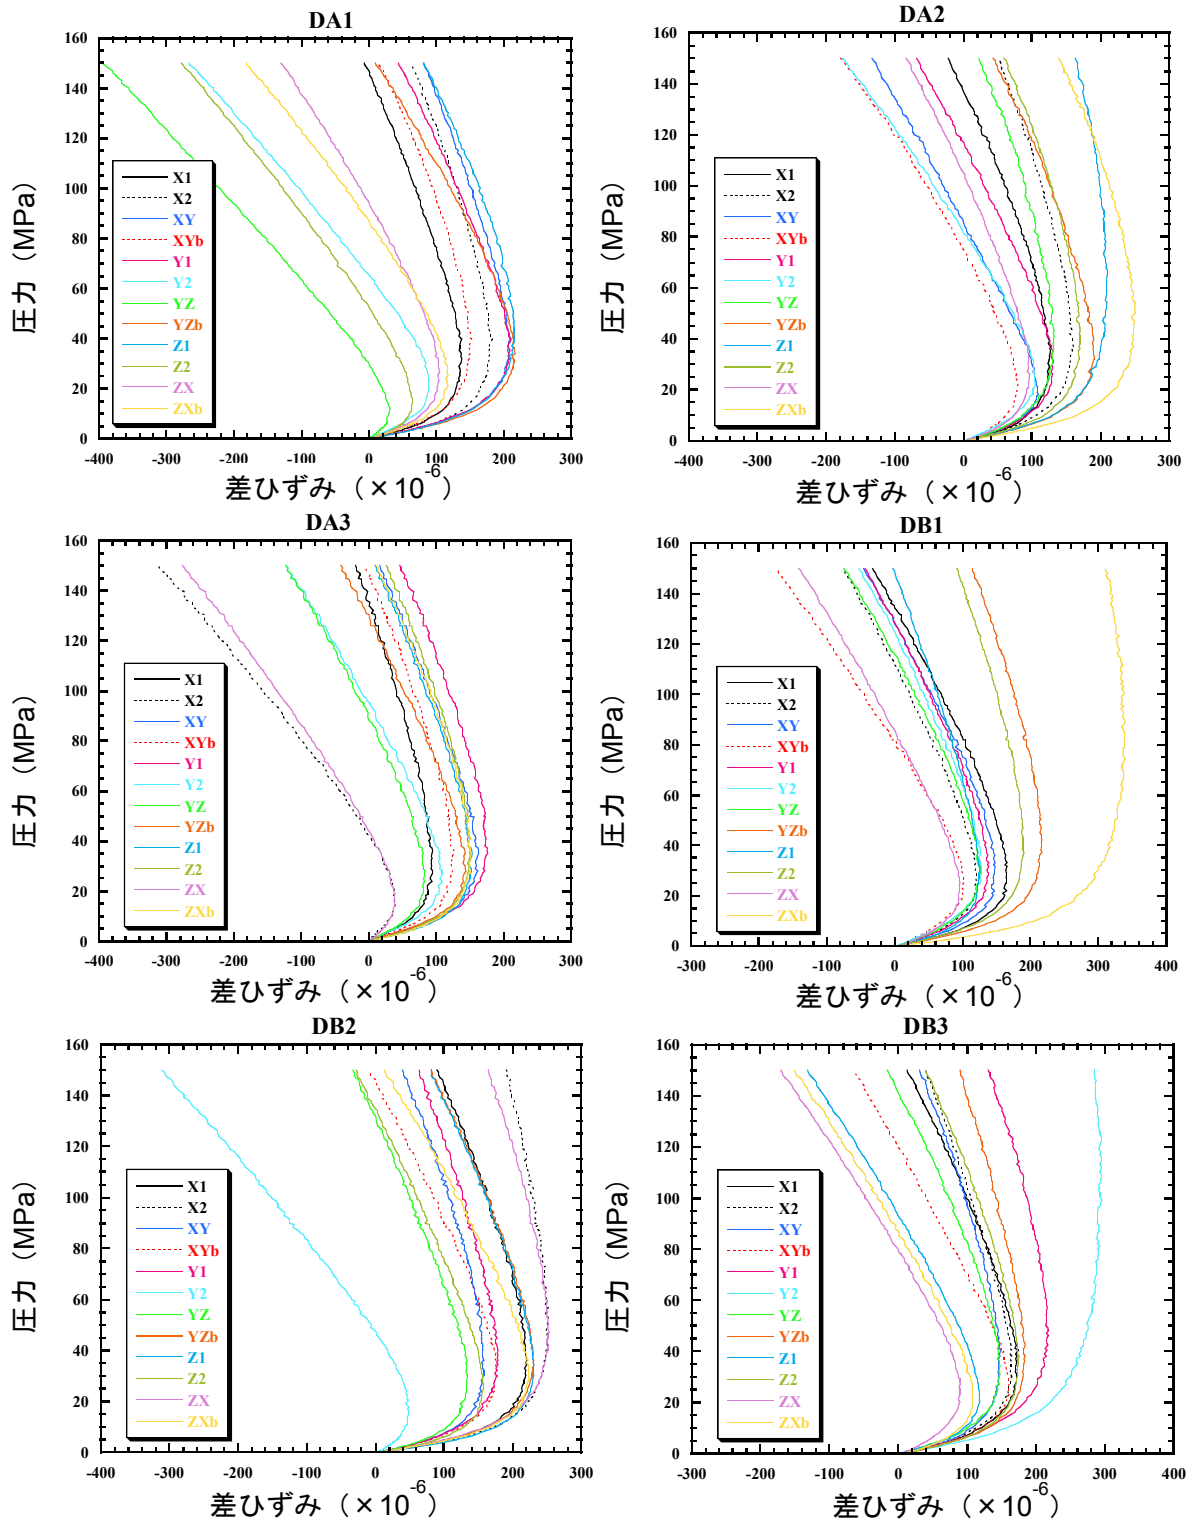 DA1
160
140
120
100
80
60
40
20
0
圧力 (MPa)
X1
X2
XY
XYb
Y1
Y2
YZ
YZb
Z1
Z2
ZX
ZXb
-400 -300 -200 -100 0 100 200 300
差ひずみ (×10-6)
DA2
160
140
120
100
80
60
40
20
0
圧力 (MPa)
X1
X2
XY
XYb
Y1
Y2
YZ
YZb
Z1
Z2
ZX
ZXb
-400 -300 -200 -100 0 100 200 300
差ひずみ (×10-6)
DA3
160
140
120
100
80
60
40
20
0
圧力 (MPa)
X1
X2
XY
XYb
Y1
Y2
YZ
YZb
Z1
Z2
ZX
ZXb
-400 -300 -200 -100 0 100 200 300
差ひずみ (×10-6)
DB1
160
140
120
100
80
60
40
20
0
圧力 (MPa)
X1
X2
XY
XYb
Y1
Y2
YZ
YZb
Z1
Z2
ZX
ZXb
-300 -200 -100 0 100 200 300 400
差ひずみ (×10-6)
DB2
160
140
120
100
80
60
40
20
0
圧力 (MPa)
X1
X2
XY
XYb
Y1
Y2
YZ
YZb
Z1
Z2
ZX
ZXb
-400 -300 -200 -100 0 100 200 300
差ひずみ (×10-6)
DB3
160
140
120
100
80
60
40
20
0
圧力 (MPa)
X1
X2
XY
XYb
Y1
Y2
YZ
YZb
Z1
Z2
ZX
ZXb
-300 -200 -100 0 100 200 300 400
差ひずみ (×10-6)